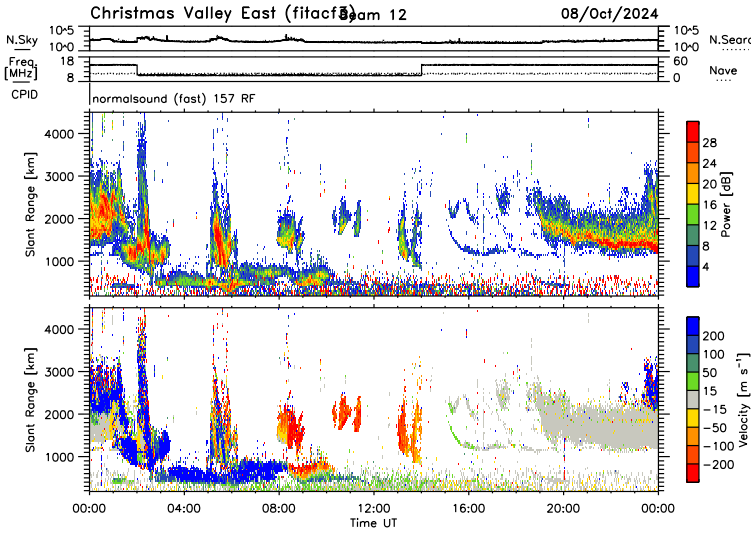 Christmas Valley East (fitacf3) Beam 12 08/Oct/2024
N.Sky 10^5 10^0 10^5 10^0 N.Sear
Freq. [MHz] 18 8 60 0 Nave
CPID normalsound (fast) 157 RF
Slant Range [km] 4000 3000 2000 1000
Power [dB] 28 24 20 16 12 8 4
Slant Range [km] 4000 3000 2000 1000
Velocity [m s⁻¹] 200 100 50 15 -15 -50 -100 -200
00:00 04:00 08:00 12:00 16:00 20:00 00:00
Time UT